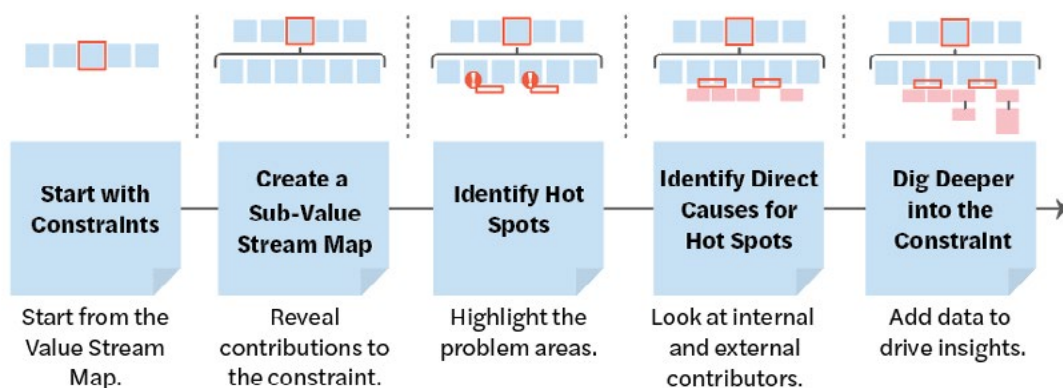 Start with
Constraints
Create a
Sub-Value
Stream Map
Identify Hot
Spots
Identify Direct
Causes for
Hot Spots
Dig Deeper
into the
Constraint
Start from the
Value Stream
Map.
Reveal
contributions to
the constraint.
Highlight the
problem areas.
Look at internal
and external
contributors.
Add data to
drive insights.